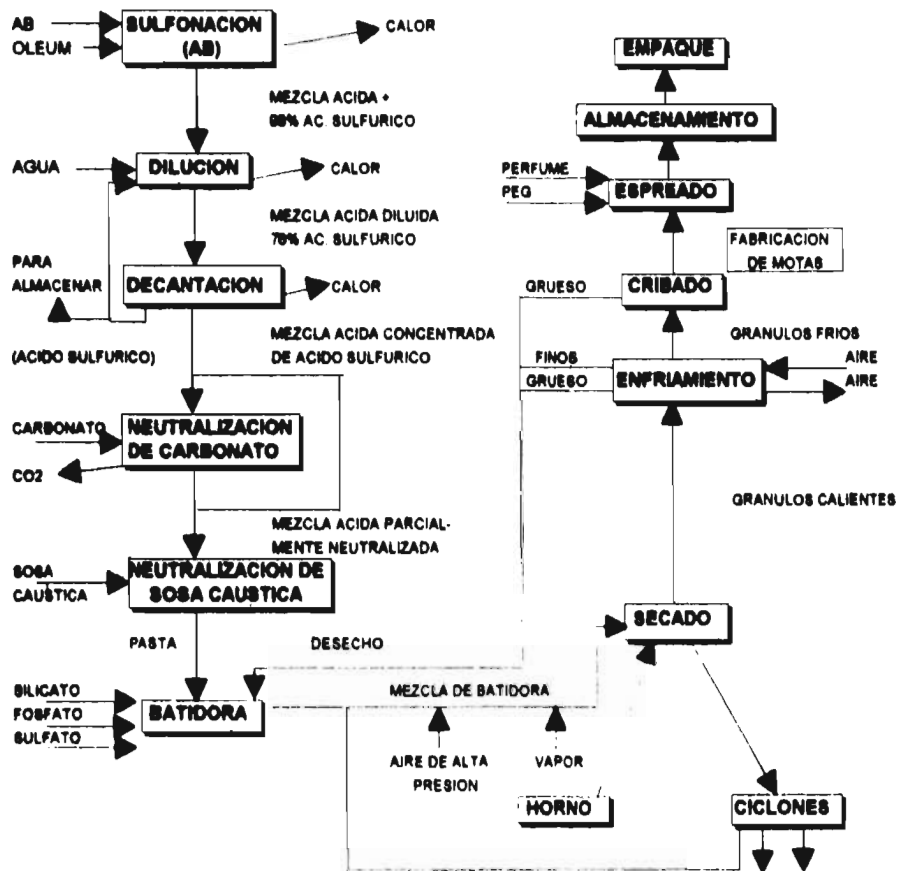 AB
OLEUM
SULFONACION
(AB)
CALOR
MEZCLA ACIDA +
98% AC. SULFURICO
AGUA
DILUCION
CALOR
MEZCLA ACIDA DILUIDA
78% AC. SULFURICO
PARA
ALMACENAR
DECANTACION
CALOR
(ACIDO SULFURICO)
MEZCLA ACIDA CONCENTRADA
DE ACIDO SULFURICO
CARBONATO
CO2
NEUTRALIZACION
DE CARBONATO
MEZCLA ACIDA PARCIAL-
MENTE NEUTRALIZADA
SOSA
CAUSTICA
NEUTRALIZACION DE
SOSA CAUSTICA
PASTA
DESECHO
SILICATO
FOSFATO
SULFATO
BATIDORA
MEZCLA DE BATIDORA
AIRE DE ALTA
PRESION
VAPOR
HORNO
EMPAQUE
ALMACENAMIENTO
PERFUME
PEG
ESPREADO
FABRICACION
DE MOTAS
GRUESO
CRIBADO
GRANULOS FRIOS
FINOS
GRUESO
ENFRIAMIENTO
AIRE
AIRE
GRANULOS CALIENTES
SECADO
CICLONES